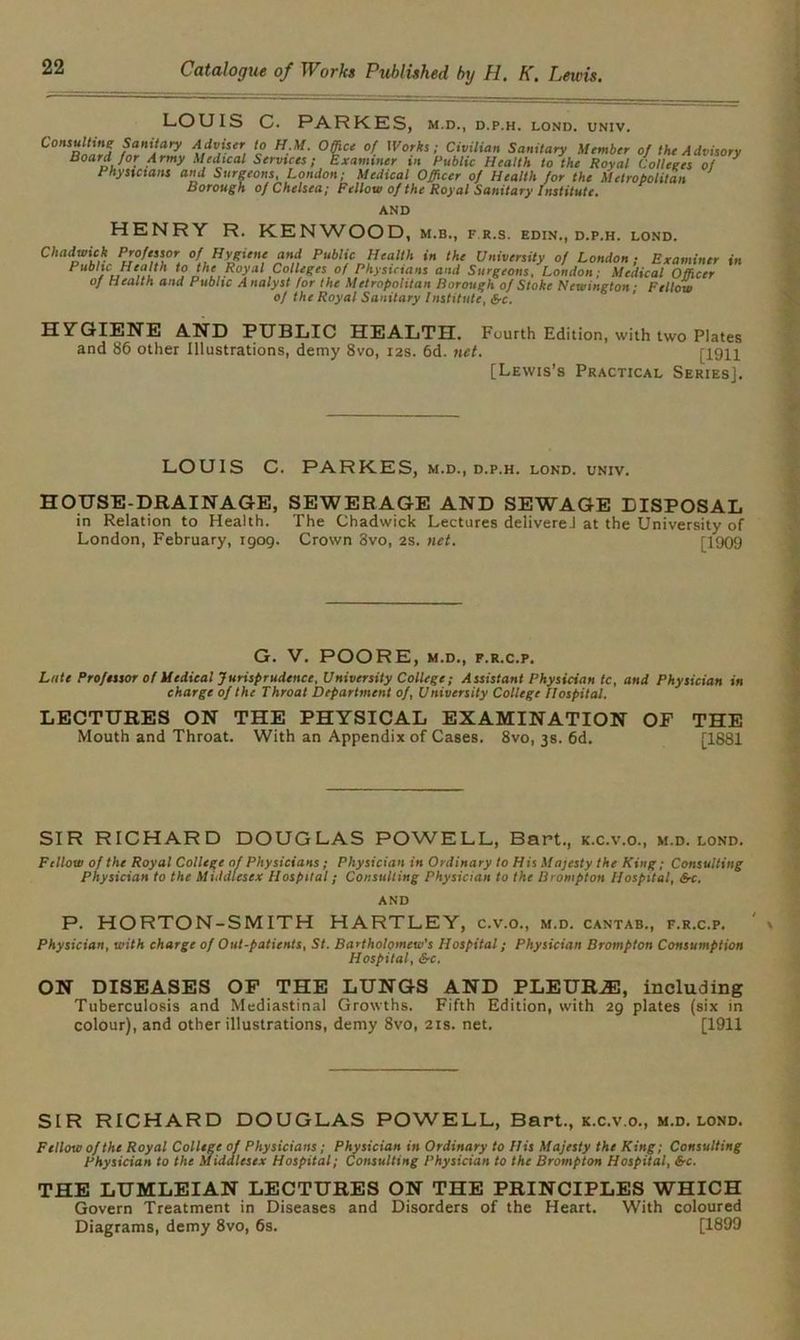 22
Catalogue of Works Published by H. K. Lewis.
LOUIS C. PARKES, M.D., D.P.H. LOND. UNIV.
Consulting Sanitary Adviser to H.M. Office of Works; Civilian Sanitary Member of the Advisory
Board for Army Medical Services; Examiner in Public Health to the Royal Colleges of
Physicians and Surgeons, London; Medical Officer of Health for the Metropolitan
Borough of Chelsea; Fellow of the Royal Sanitary Institute.
AND
HENRY R. KENWOOD, M.B., F.R.S. EDIN., D.P.H. LOND.
Chadwick Professor of Hygiene and Public Health in the University of London; Examiner in
Public Health to the Royal Colleges of Physicians and Surgeons, London; Medical Officer
of Health and Public Analyst for the Metropolitan Borough of Stoke Newington; Fellow
of the Royal Sanitary Institute, &c.
HYGIENE AND PUBLIC HEALTH. Fourth Edition, with two Plates
and 86 other Illustrations, demy 8vo, 12s. 6d. net. [1911
[LEWIS'S PRACTICAL SERIES].
LOUIS C. PARKES, M.D., D.P.H. LOND. UNIV.
HOUSE-DRAINAGE, SEWERAGE AND SEWAGE DISPOSAL
in Relation to Health. The Chadwick Lectures delivered at the University of
London, February, 1909. Crown 8vo, 2s. net. [1909
G. V. POORE, M.D., F.R.C.P.
Late Professor of Medical Jurisprudence, University College; Assistant Physician to, and Physician in
charge of the Throat Department of, University College Hospital.
LECTURES ON THE PHYSICAL EXAMINATION OF THE
Mouth and Throat. With an Appendix of Cases. 8vo, 3s. 6d. [1881
SIR RICHARD DOUGLAS POWELL, Bart., K.C.V.O., M.D. LOND.
Fellow of the Royal College of Physicians; Physician in Ordinary to His Majesty the King; Consulting
Physician to the Middlesex Hospital; Consulting Physician to the Brompton Hospital, &c.
AND
P. HORTON-SMITH HARTLEY, C.V.O., M.D. CANTAB., F.R.C.P.
Physician, with charge of Out-patients, St. Bartholomew's Hospital; Physician Brompton Consumption
Hospital, &c.
ON DISEASES OF THE LUNGS AND PLEURÆ, including
Tuberculosis and Mediastinal Growths. Fifth Edition, with 29 plates (six in
colour), and other illustrations, demy 8vo, 21s. net. [1911
SIR RICHARD DOUGLAS POWELL, Bart., K.C.V.O., M.D. LOND.
Fellow of the Royal College of Physicians; Physician in Ordinary to His Majesty the King; Consulting
Physician to the Middlesex Hospital; Consulting Physician to the Brompton Hospital, &c.
THE LUMLEIAN LECTURES ON THE PRINCIPLES WHICH
Govern Treatment in Diseases and Disorders of the Heart. With coloured
Diagrams, demy 8vo, 6s. [1899